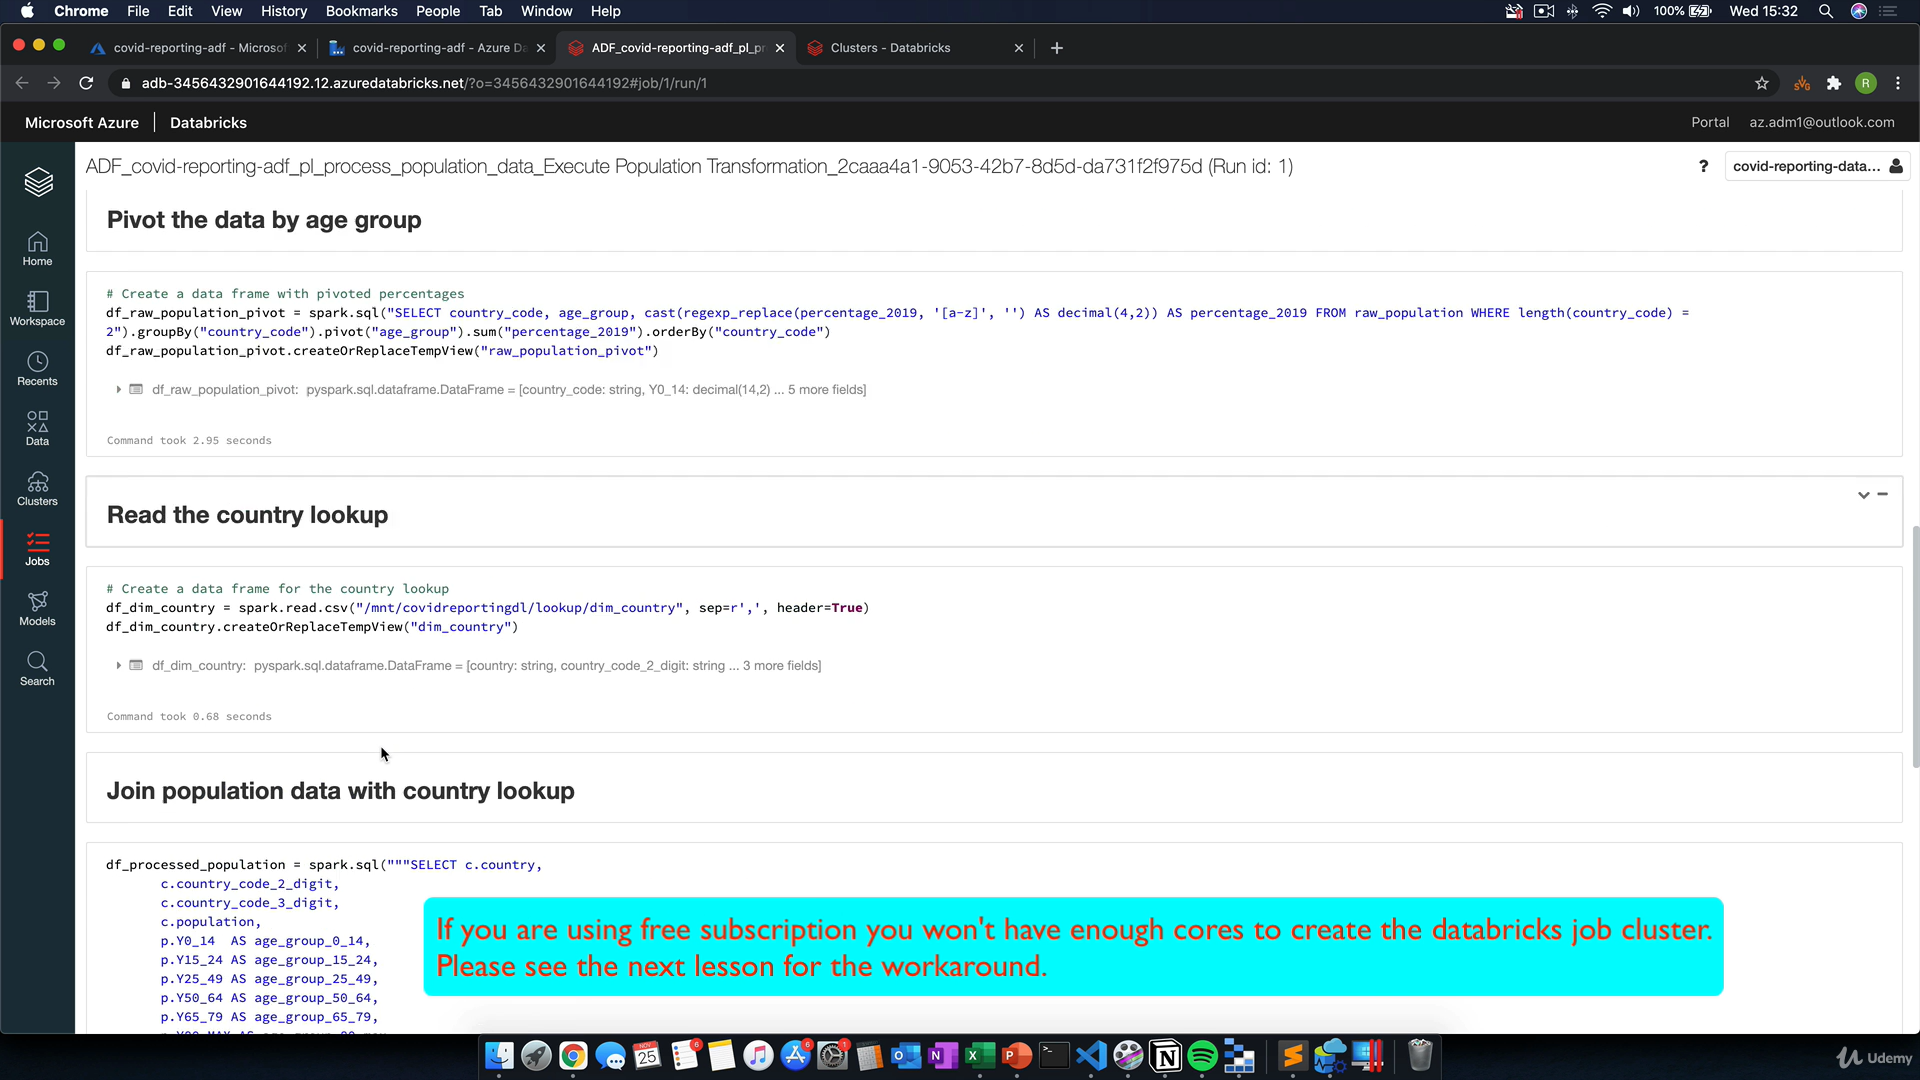 Chrome File Edit View History Bookmarks People Tab Window Help 100% Wed 15:32
covid-reporting-adf - Microsof covid-reporting-adf - Azure Da ADF_covid-reporting-adf_pl_pr Clusters - Databricks
adb-3456432901644192.12.azuredatabricks.net/?o=3456432901644192#job/1/run/1
Microsoft Azure Databricks Portal az.adm1@outlook.com
ADF_covid-reporting-adf_pl_process_population_data_Execute Population Transformation_2caaa4a1-9053-42b7-8d5d-da731f2f975d (Run id: 1) ? covid-reporting-data...
Home
Workspace
Recents
Data
Clusters
Jobs
Models
Search
Pivot the data by age group
# Create a data frame with pivoted percentages
df_raw_population_pivot = spark.sql("SELECT country_code, age_group, cast(regexp_replace(percentage_2019, '[a-z]', '') AS decimal(4,2)) AS percentage_2019 FROM raw_population WHERE length(country_code) =
2").groupBy("country_code").pivot("age_group").sum("percentage_2019").orderBy("country_code")
df_raw_population_pivot.createOrReplaceTempView("raw_population_pivot")
df_raw_population_pivot: pyspark.sql.dataframe.DataFrame = [country_code: string, Y0_14: decimal(14,2) ... 5 more fields]
Command took 2.95 seconds
Read the country lookup
# Create a data frame for the country lookup
df_dim_country = spark.read.csv("/mnt/covidreportingdl/lookup/dim_country", sep=r',', header=True)
df_dim_country.createOrReplaceTempView("dim_country")
df_dim_country: pyspark.sql.dataframe.DataFrame = [country: string, country_code_2_digit: string ... 3 more fields]
Command took 0.68 seconds
Join population data with country lookup
df_processed_population = spark.sql("""SELECT c.country,
c.country_code_2_digit,
c.country_code_3_digit,
c.population,
p.Y0_14 AS age_group_0_14,
p.Y15_24 AS age_group_15_24,
p.Y25_49 AS age_group_25_49,
p.Y50_64 AS age_group_50_64,
p.Y65_79 AS age_group_65_79,
If you are using free subscription you won't have enough cores to create the databricks job cluster.
Please see the next lesson for the workaround.
NOV
25
6
6
1
Udemy